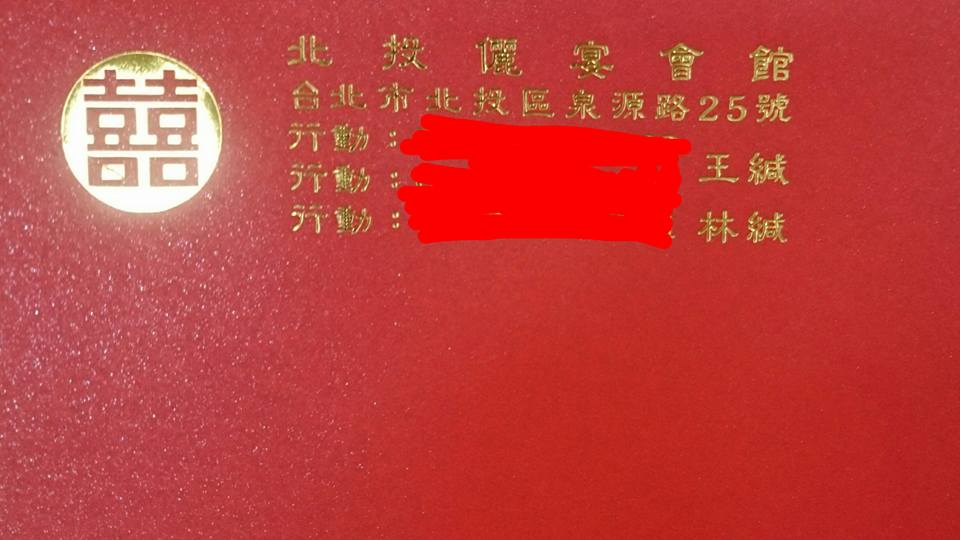 囍
北投儷宴會館
台北市北投區泉源路25號
行動：
行動： 王緘
行動： 林緘